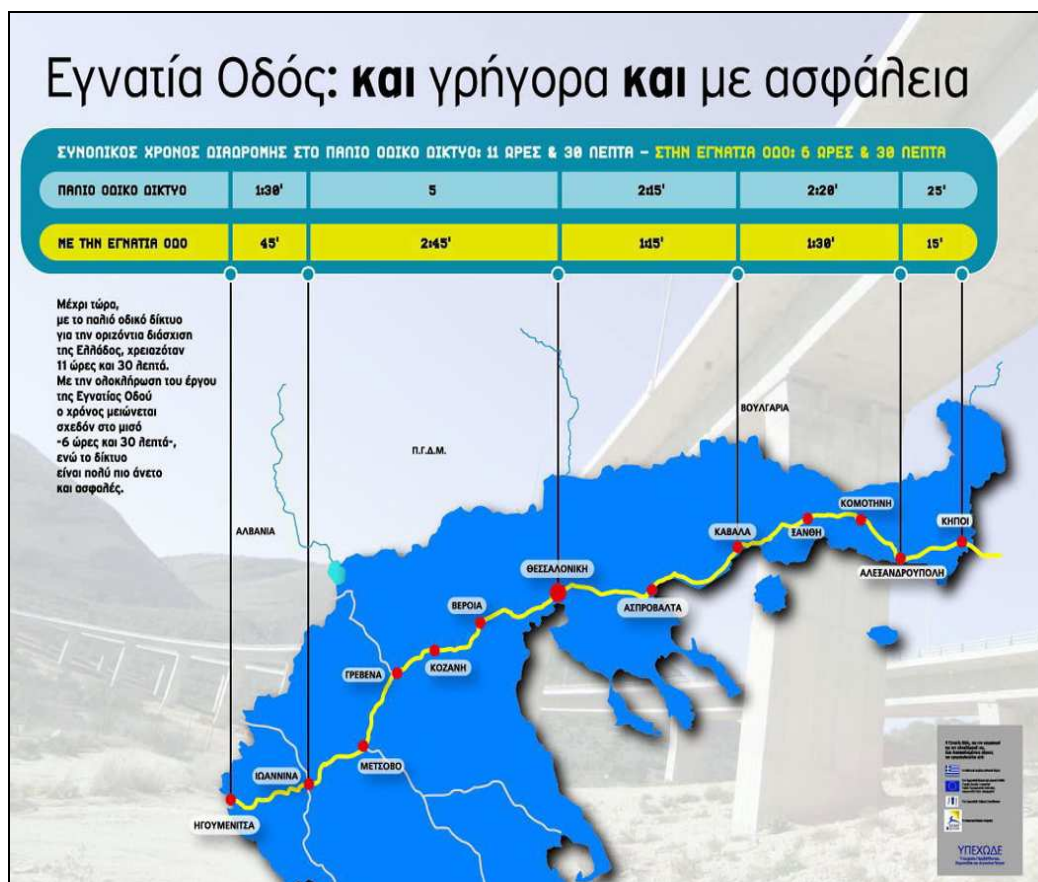 Εγνατία Οδός: και γρήγορα και με ασφάλεια
ΣΥΝΟΛΙΚΟΣ ΧΡΟΝΟΣ ΔΙΑΔΡΟΜΗΣ ΣΤΟ ΠΑΛΙΟ ΟΔΙΚΟ ΔΙΚΤΥΟ: 11 ΩΡΕΣ & 30 ΛΕΠΤΑ – ΣΤΗΝ ΕΓΝΑΤΙΑ ΟΔΟ: 6 ΩΡΕΣ & 30 ΛΕΠΤΑ
ΠΑΛΙΟ ΟΔΙΚΟ ΔΙΚΤΥΟ 1:30' 5 2:15' 2:20' 25'
ΜΕ ΤΗΝ ΕΓΝΑΤΙΑ ΟΔΟ 45' 2:45' 1:15' 1:30' 15'
Μέχρι τώρα,
με το παλιό οδικό δίκτυο
για την οριζόντια διάσχιση
της Ελλάδος, χρειαζόταν
11 ώρες και 30 λεπτά.
Με την ολοκλήρωση του έργου
της Εγνατίας Οδού
ο χρόνος μειώνεται
σχεδόν στο μισό
-6 ώρες και 30 λεπτά-,
ενώ το δίκτυο
είναι πολύ πιο άνετο
και ασφαλές.
ΒΟΥΛΓΑΡΙΑ
Π.Γ.Δ.Μ.
ΑΛΒΑΝΙΑ
ΚΟΜΟΤΗΝΗ
ΚΗΠΟΙ
ΚΑΒΑΛΑ
ΞΑΝΘΗ
ΑΛΕΞΑΝΔΡΟΥΠΟΛΗ
ΘΕΣΣΑΛΟΝΙΚΗ
ΑΣΠΡΟΒΑΛΤΑ
ΒΕΡΟΙΑ
ΚΟΖΑΝΗ
ΓΡΕΒΕΝΑ
ΜΕΤΣΟΒΟ
ΙΩΑΝΝΙΝΑ
ΗΓΟΥΜΕΝΙΤΣΑ
ΥΠΕΧΩΔΕ